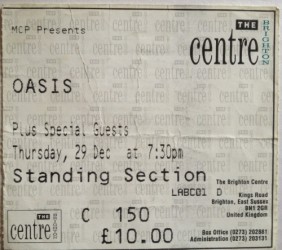 MCP Presents
THE
centre
BRIGHTON
OASIS
Plus Special Guests
Thursday, 29 Dec at 7:30pm
Standing Section
LABC01 D
The Brighton Centre
Kings Road
Brighton, East Sussex
BN1 2GR
United Kingdom
THE
centre
BRIGHTON
C 150
£10.00
Box Office (0273) 202881
Administration (0273) 203131